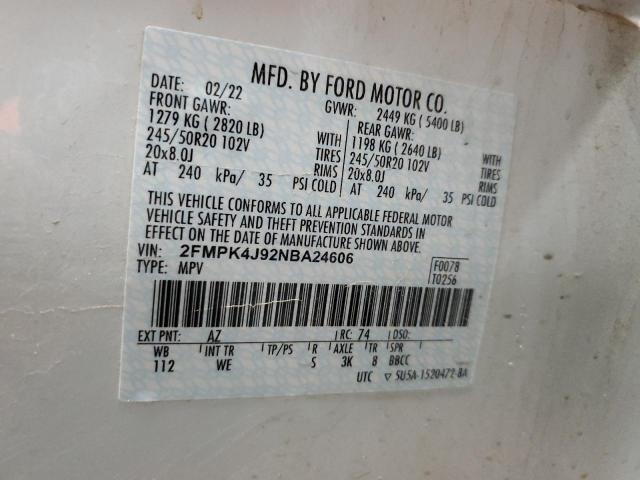 MFD. BY FORD MOTOR CO.
DATE: 02/22 GVWR: 2449 KG ( 5400 LB)
FRONT GAWR: REAR GAWR:
1279 KG ( 2820 LB) WITH 1198 KG ( 2640 LB) WITH
245/50R20 102V TIRES 245/50R20 102V TIRES
20x8.0J RIMS 20x8.0J RIMS
AT 240 kPa/ 35 PSI COLD AT 240 kPa/ 35 PSI COLD
THIS VEHICLE CONFORMS TO ALL APPLICABLE FEDERAL MOTOR
VEHICLE SAFETY AND THEFT PREVENTION STANDARDS IN
EFFECT ON THE DATE OF MANUFACTURE SHOWN ABOVE.
VIN: 2FMPK4J92NBA24606
TYPE: MPV F0078
T0256
EXT PNT: AZ RC: 74 DSO:
WB INT TR TP/PS R AXLE TR SPR
112 WE S 3K 8 BBCC
UTC ▽ 5U5A-1520472-BA